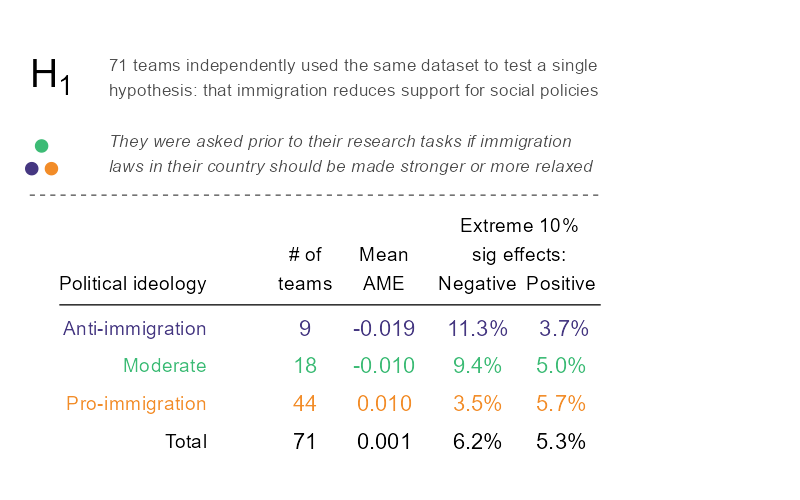 H1
71 teams independently used the same dataset to test a single
hypothesis: that immigration reduces support for social policies
They were asked prior to their research tasks if immigration
laws in their country should be made stronger or more relaxed
Extreme 10%
# of Mean sig effects:
Political ideology teams AME Negative Positive
Anti-immigration 9 -0.019 11.3% 3.7%
Moderate 18 -0.010 9.4% 5.0%
Pro-immigration 44 0.010 3.5% 5.7%
Total 71 0.001 6.2% 5.3%